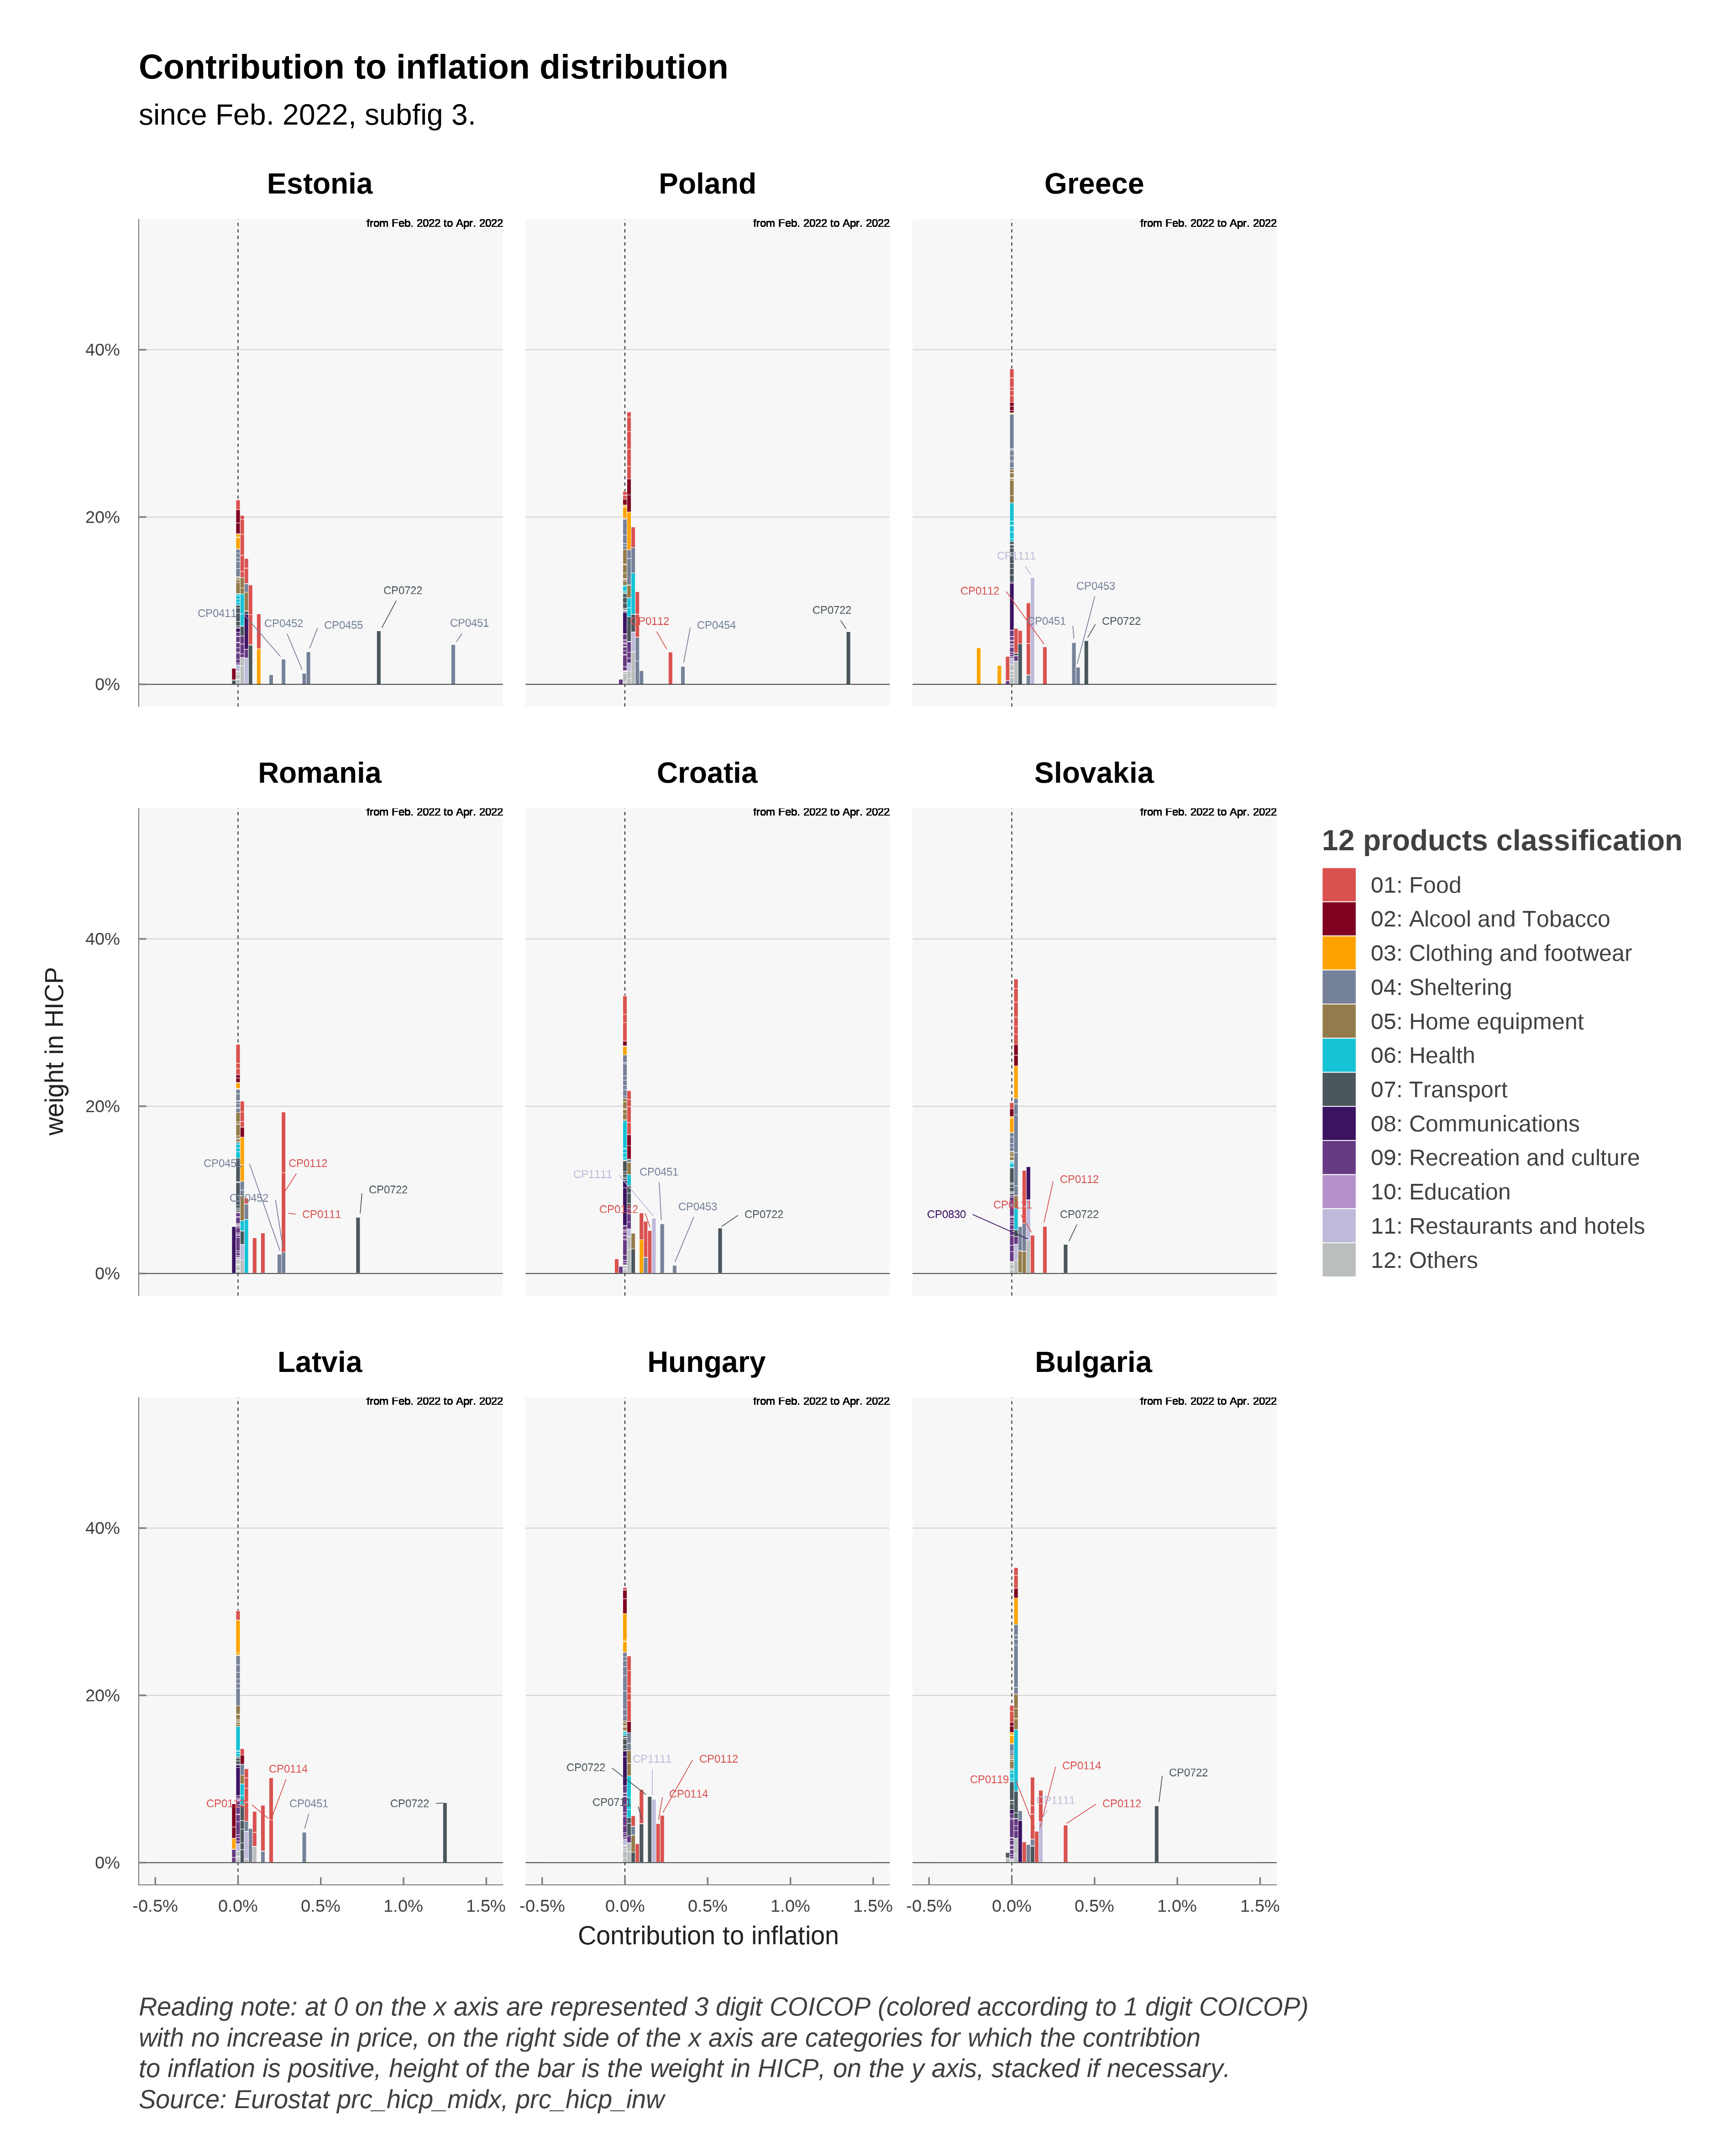 Contribution to inflation distribution
since Feb. 2022, subfig 3.
Estonia
Poland
Greece
from Feb. 2022 to Apr. 2022
from Feb. 2022 to Apr. 2022
from Feb. 2022 to Apr. 2022
40%
20%
0%
CP0411
CP0452
CP0455
CP0722
CP0451
CP0112
CP0454
CP0722
CP1111
CP0112
CP0451
CP0453
CP0722
Romania
Croatia
Slovakia
from Feb. 2022 to Apr. 2022
from Feb. 2022 to Apr. 2022
from Feb. 2022 to Apr. 2022
40%
20%
0%
CP0452
CP0112
CP0111
CP0722
CP1111
CP0451
CP0112
CP0453
CP0722
CP0830
CP0112
CP0722
weight in HICP
12 products classification
01: Food
02: Alcool and Tobacco
03: Clothing and footwear
04: Sheltering
05: Home equipment
06: Health
07: Transport
08: Communications
09: Recreation and culture
10: Education
11: Restaurants and hotels
12: Others
Latvia
Hungary
Bulgaria
from Feb. 2022 to Apr. 2022
from Feb. 2022 to Apr. 2022
from Feb. 2022 to Apr. 2022
40%
20%
0%
CP0114
CP0451
CP0722
CP0722
CP1111
CP0112
CP0114
CP0119
CP0114
CP1111
CP0112
CP0722
-0.5% 0.0% 0.5% 1.0% 1.5%
-0.5% 0.0% 0.5% 1.0% 1.5%
-0.5% 0.0% 0.5% 1.0% 1.5%
Contribution to inflation
Reading note: at 0 on the x axis are represented 3 digit COICOP (colored according to 1 digit COICOP)
with no increase in price, on the right side of the x axis are categories for which the contribtion
to inflation is positive, height of the bar is the weight in HICP, on the y axis, stacked if necessary.
Source: Eurostat prc_hicp_midx, prc_hicp_inw